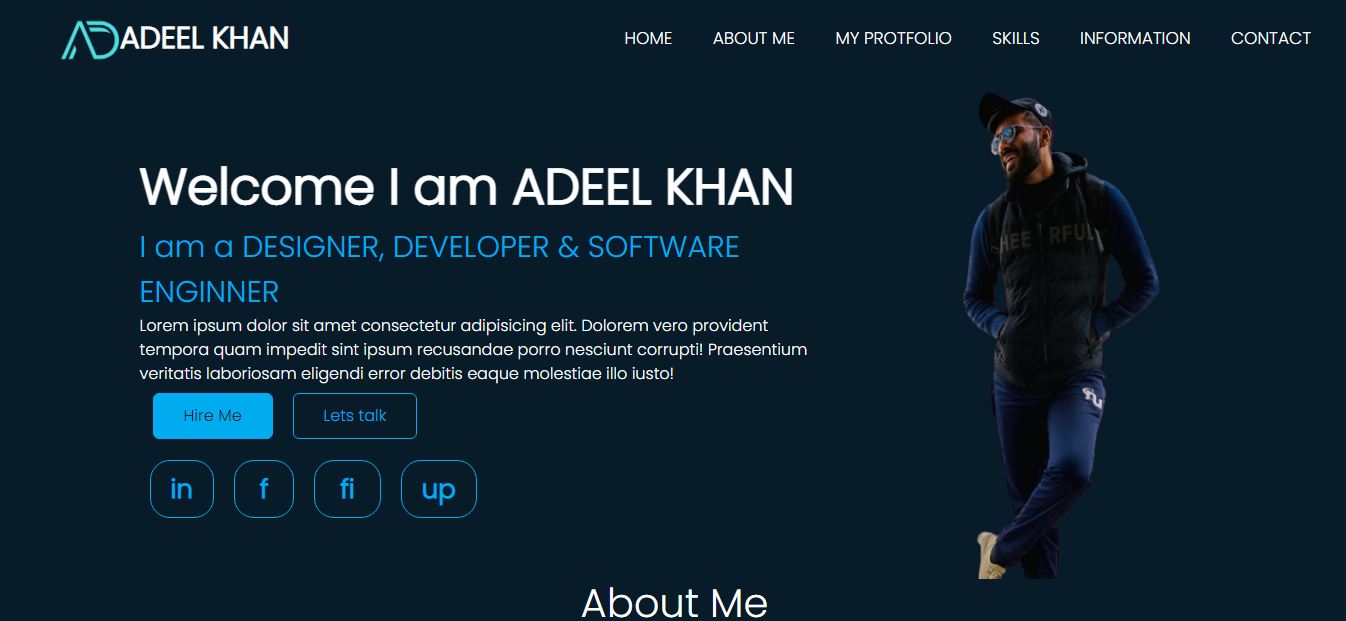 AD ADEEL KHAN
HOME ABOUT ME MY PROTFOLIO SKILLS INFORMATION CONTACT
Welcome I am ADEEL KHAN
I am a DESIGNER, DEVELOPER & SOFTWARE
ENGINNER
Lorem ipsum dolor sit amet consectetur adipisicing elit. Dolorem vero provident
tempora quam impedit sint ipsum recusandae porro nesciunt corrupti! Praesentium
veritatis laboriosam eligendi error debitis eaque molestiae illo iusto!
Hire Me Lets talk
in f fi up
About Me